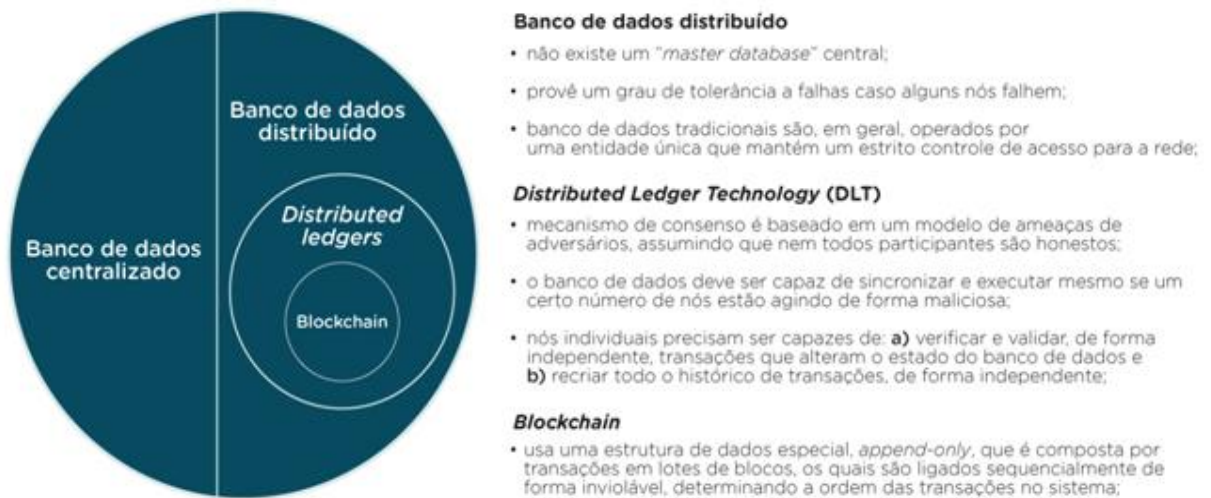 Banco de dados
centralizado
Banco de dados
distribuído
Distributed
ledgers
Blockchain
Banco de dados distribuído
• não existe um "master database" central;
• provê um grau de tolerância a falhas caso alguns nós falhem;
• banco de dados tradicionais são, em geral, operados por
uma entidade única que mantém um estrito controle de acesso para a rede;
Distributed Ledger Technology (DLT)
• mecanismo de consenso é baseado em um modelo de ameaças de
adversários, assumindo que nem todos participantes são honestos;
• o banco de dados deve ser capaz de sincronizar e executar mesmo se um
certo número de nós estão agindo de forma maliciosa;
• nós individuais precisam ser capazes de: a) verificar e validar, de forma
independente, transações que alteram o estado do banco de dados e
b) recriar todo o histórico de transações, de forma independente;
Blockchain
• usa uma estrutura de dados especial, append-only, que é composta por
transações em lotes de blocos, os quais são ligados sequencialmente de
forma inviolável, determinando a ordem das transações no sistema;